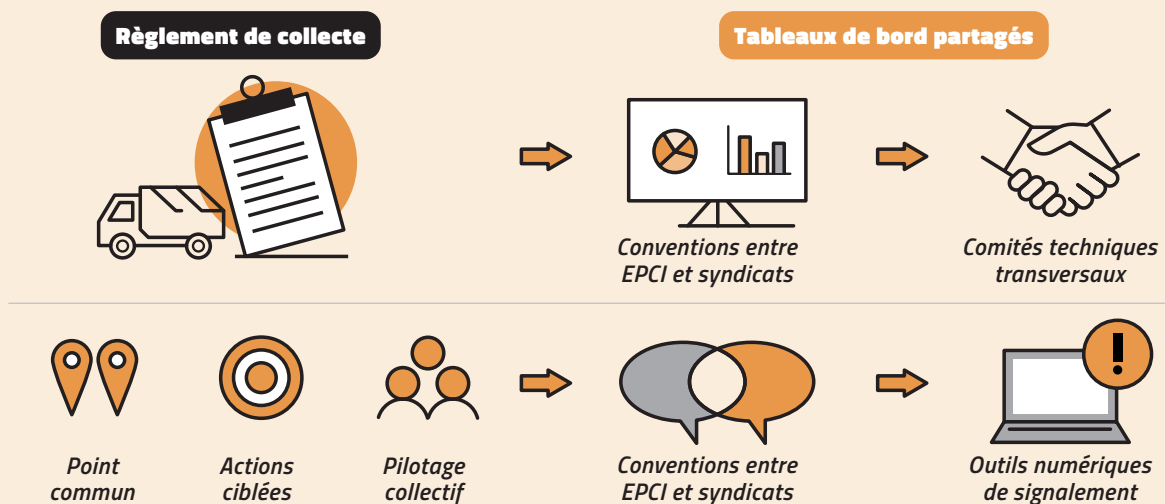 Règlement de collecte
Tableaux de bord partagés
Conventions entre
EPCI et syndicats
Comités techniques
transversaux
Point
commun
Actions
ciblées
Pilotage
collectif
Conventions entre
EPCI et syndicats
!
Outils numériques
de signalement